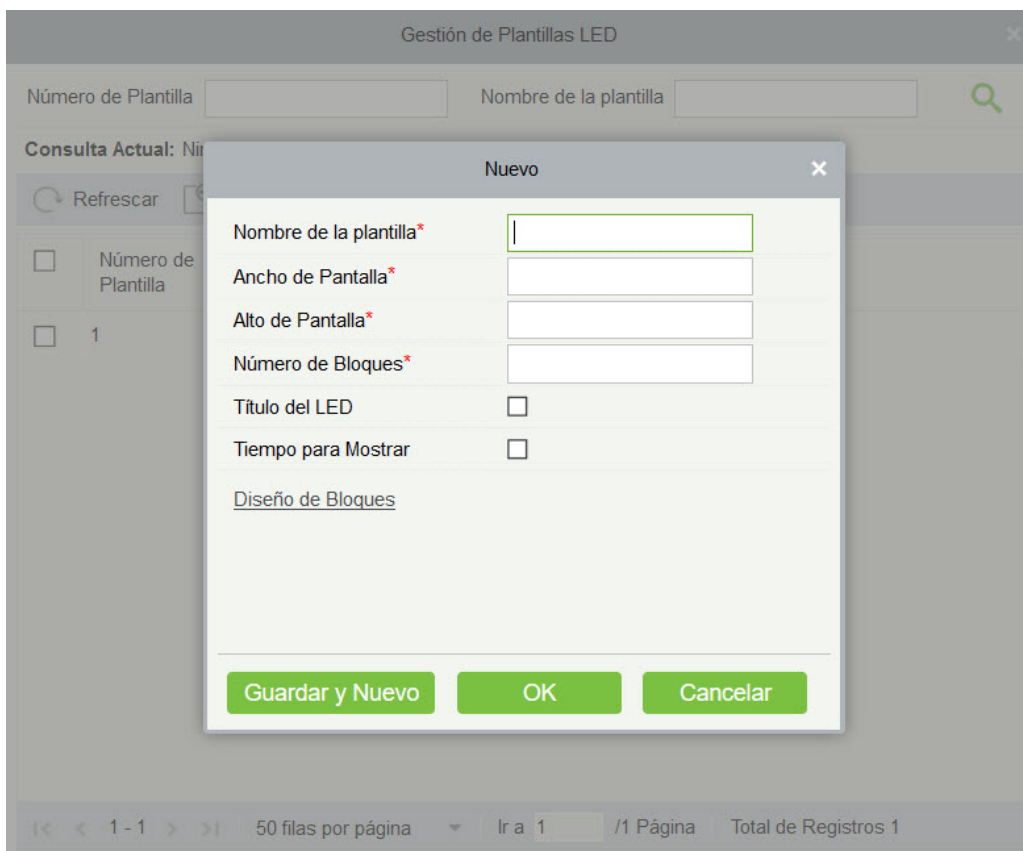 Gestión de Plantillas LED
Número de Plantilla
Nombre de la plantilla
Consulta Actual:
Refrescar
Nuevo
Número de
Plantilla
1
Nombre de la plantilla*
Ancho de Pantalla*
Alto de Pantalla*
Número de Bloques*
Título del LED
Tiempo para Mostrar
Diseño de Bloques
Guardar y Nuevo
OK
Cancelar
1 - 1
50 filas por página
Ir a 1
/1 Página
Total de Registros 1